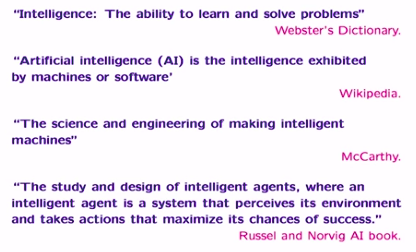 "Intelligence: The ability to learn and solve problems"
Webster's Dictionary.
"Artificial intelligence (AI) is the intelligence exhibited
by machines or software'
Wikipedia.
"The science and engineering of making intelligent
machines"
McCarthy.
"The study and design of intelligent agents, where an
intelligent agent is a system that perceives its environment
and takes actions that maximize its chances of success."
Russel and Norvig AI book.